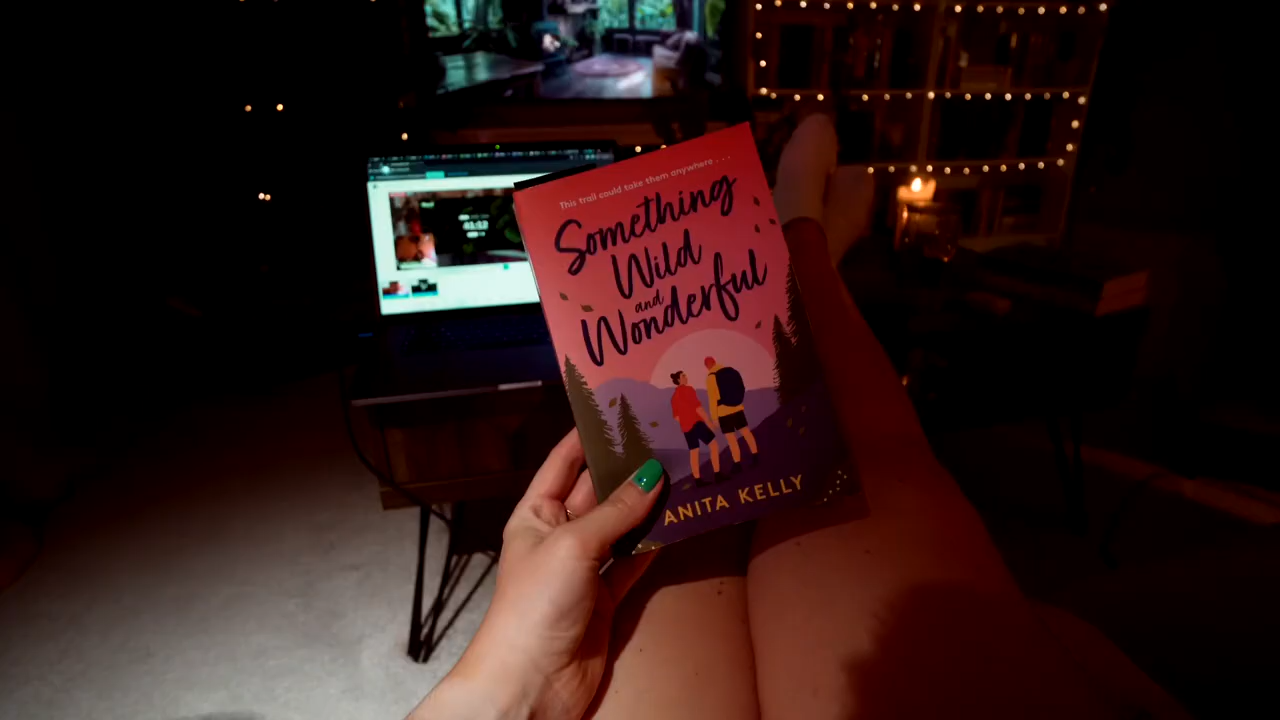 This trail could take them anywhere . . .
Something
Wild
and
Wonderful
ANITA KELLY